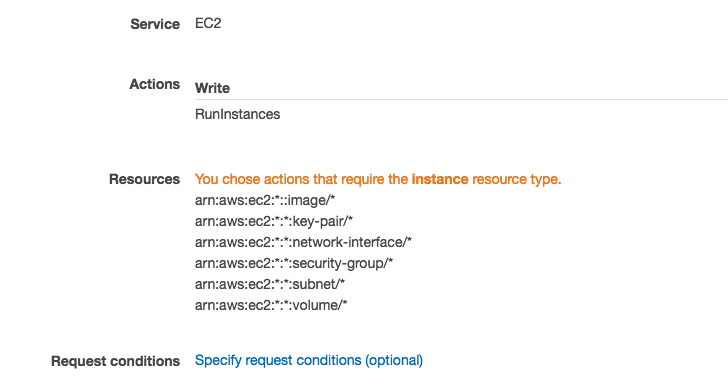 Service EC2
Actions Write
RunInstances
Resources You chose actions that require the instance resource type.
arn:aws:ec2:*::image/*
arn:aws:ec2:*:*:key-pair/*
arn:aws:ec2:*:*:network-interface/*
arn:aws:ec2:*:*:security-group/*
arn:aws:ec2:*:*:subnet/*
arn:aws:ec2:*:*:volume/*
Request conditions Specify request conditions (optional)